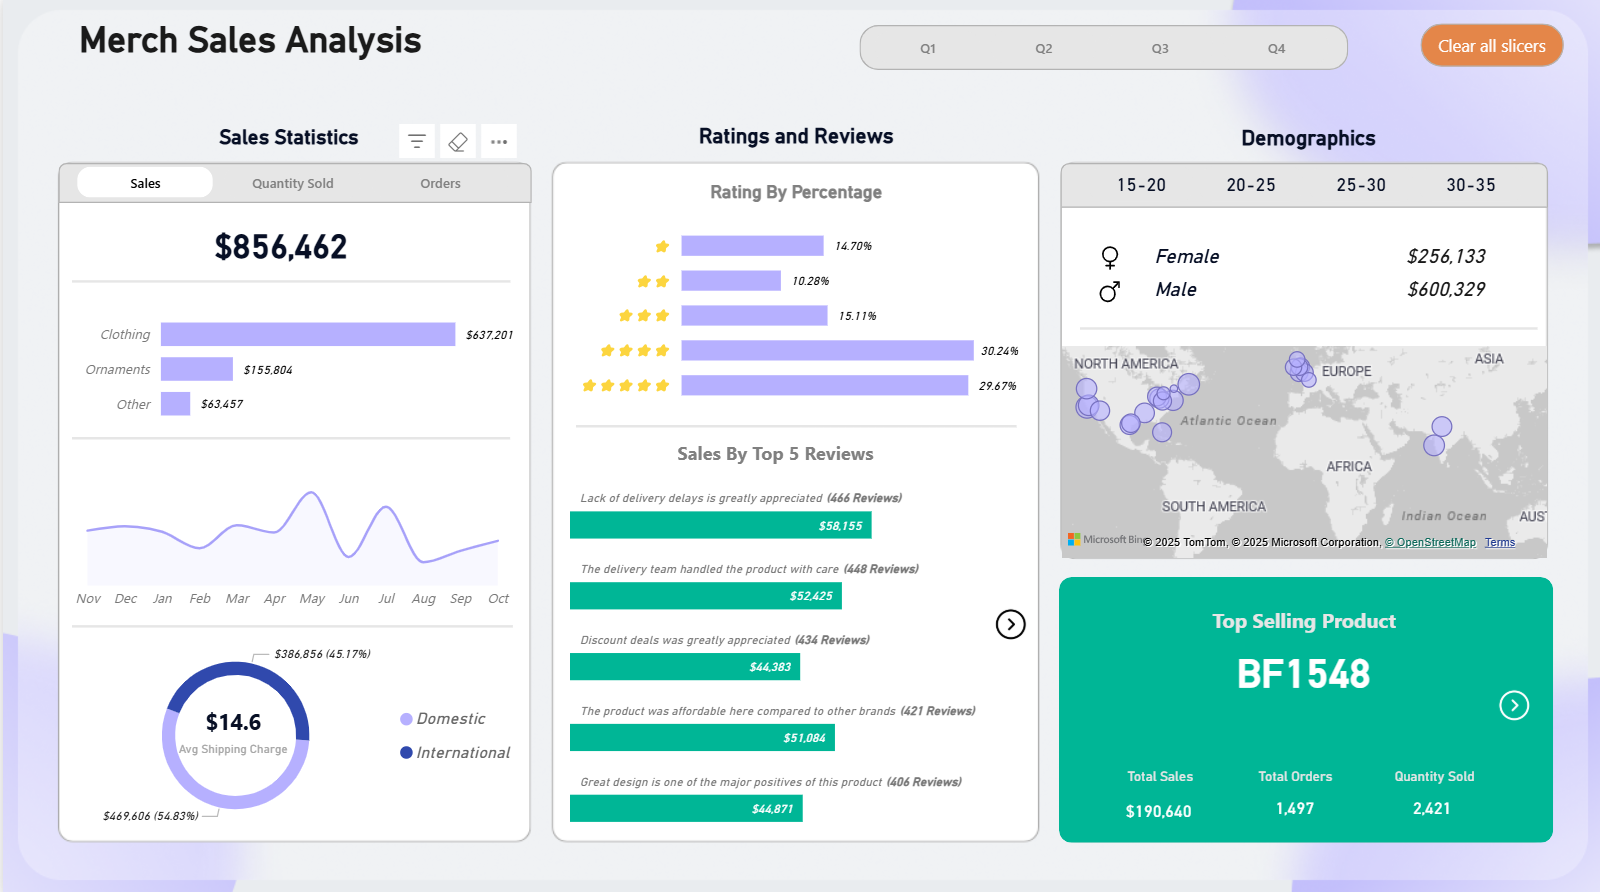 Merch Sales Analysis
Q1 Q2 Q3 Q4
Clear all slicers
Sales Statistics
Sales Quantity Sold Orders
$856,462
Clothing $637,201
Ornaments $155,804
Other $63,457
Nov Dec Jan Feb Mar Apr May Jun Jul Aug Sep Oct
$386,856 (45.17%)
$14.6
Avg Shipping Charge
Domestic
International
$469,606 (54.83%)
Ratings and Reviews
Rating By Percentage
14.70%
10.28%
15.11%
30.24%
29.67%
Sales By Top 5 Reviews
Lack of delivery delays is greatly appreciated (466 Reviews)
$58,155
The delivery team handled the product with care (448 Reviews)
$52,425
Discount deals was greatly appreciated (434 Reviews)
$44,383
The product was affordable here compared to other brands (421 Reviews)
$51,084
Great design is one of the major positives of this product (406 Reviews)
$44,871
Demographics
15-20 20-25 25-30 30-35
Female $256,133
Male $600,329
NORTH AMERICA
ASIA
EUROPE
Atlantic Ocean
AFRICA
SOUTH AMERICA
Indian Ocean
AUST
Microsoft Bing
© 2025 TomTom, © 2025 Microsoft Corporation, © OpenStreetMap Terms
Top Selling Product
BF1548
Total Sales Total Orders Quantity Sold
$190,640 1,497 2,421